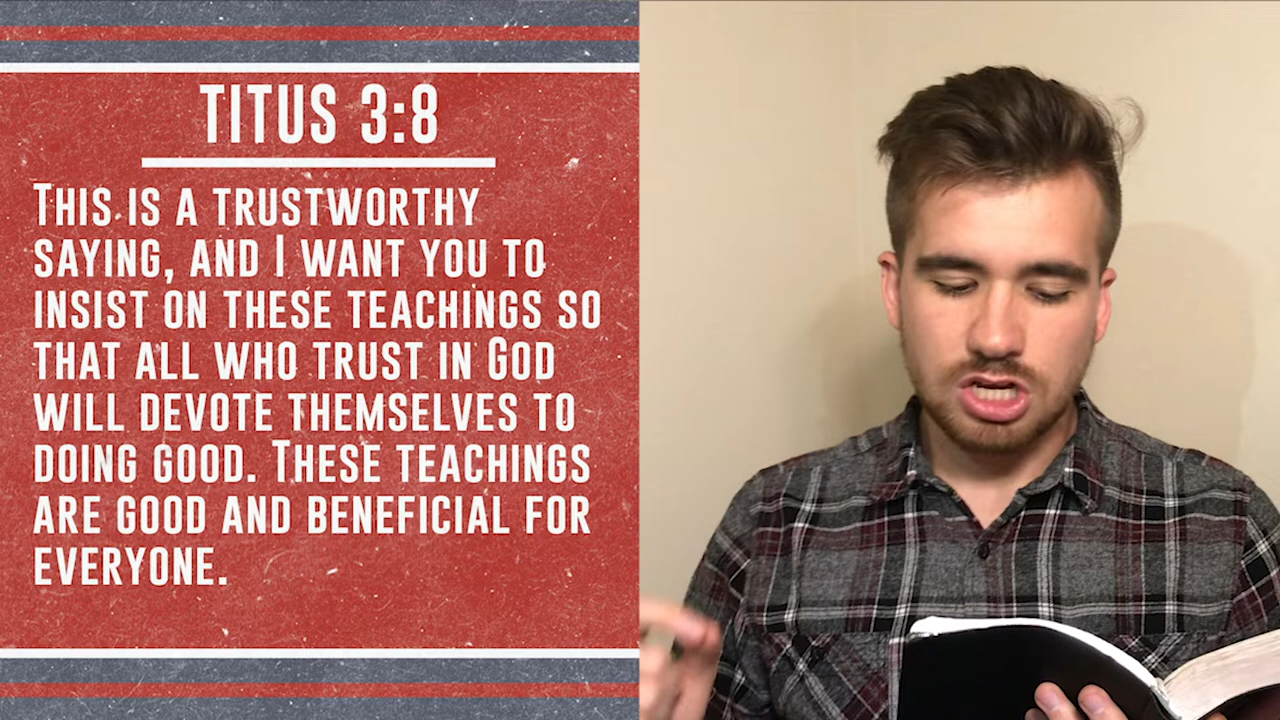 TITUS 3:8
This is a trustworthy
saying, and I want you to
insist on these teachings so
that all who trust in God
will devote themselves to
doing good. These teachings
are good and beneficial for
everyone.